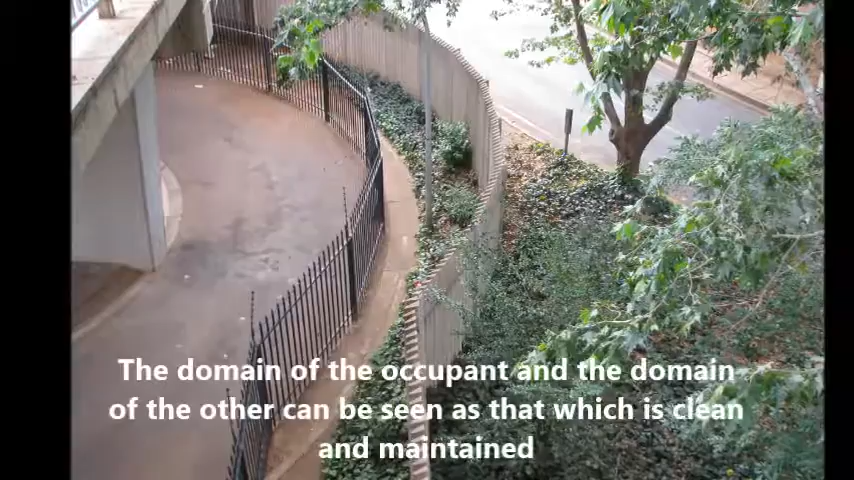 The domain of the occupant and the domain
of the other can be seen as that which is clean
and maintained